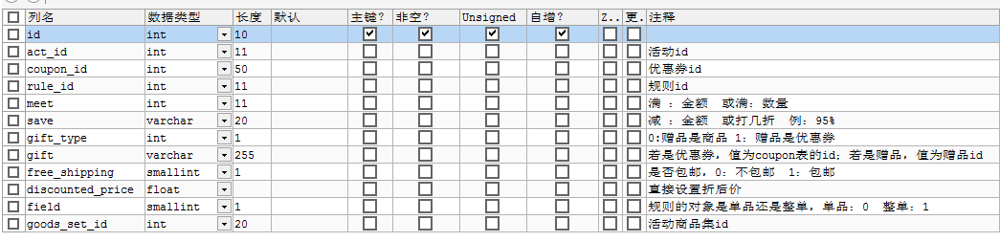 列名 数据类型 长度 默认 主键? 非空? Unsigned 自增? Z.. 更. 注释
id int 10
act_id int 11 活动id
coupon_id int 50 优惠券id
rule_id int 11 规则id
meet int 11 满 : 金额 或满: 数量
save varchar 20 减 : 金额 或打几折 例: 95%
gift_type int 1 0:赠品是商品 1: 赠品是优惠券
gift varchar 255 若是优惠券, 值为coupon表的id; 若是赠品, 值为赠品id
free_shipping smallint 1 是否包邮, 0: 不包邮 1: 包邮
discounted_price float 直接设置折后价
field smallint 1 规则的对象是单品还是整单, 单品: 0 整单: 1
goods_set_id int 20 活动商品集id